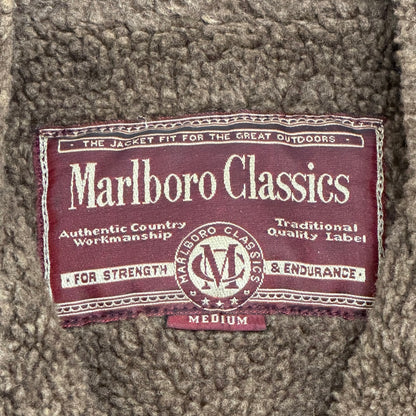 · THE JACKET FIT FOR THE GREAT OUTDOORS ·
Marlboro Classics
Authentic Country Workmanship
Traditional Quality Label
MARLBORO CLASSICS
MC
· FOR STRENGTH & ENDURANCE ·
MEDIUM